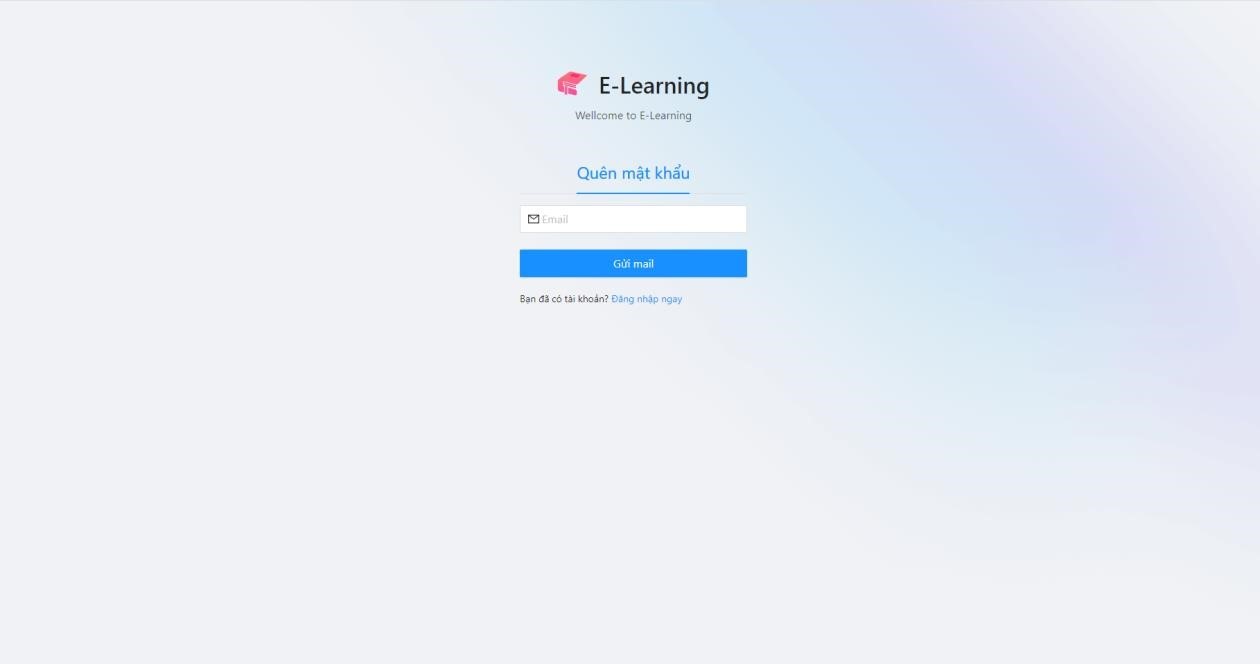 E-Learning
Wellcome to E-Learning
Quên mật khẩu
Email
Gửi mail
Bạn đã có tài khoản? Đăng nhập ngay